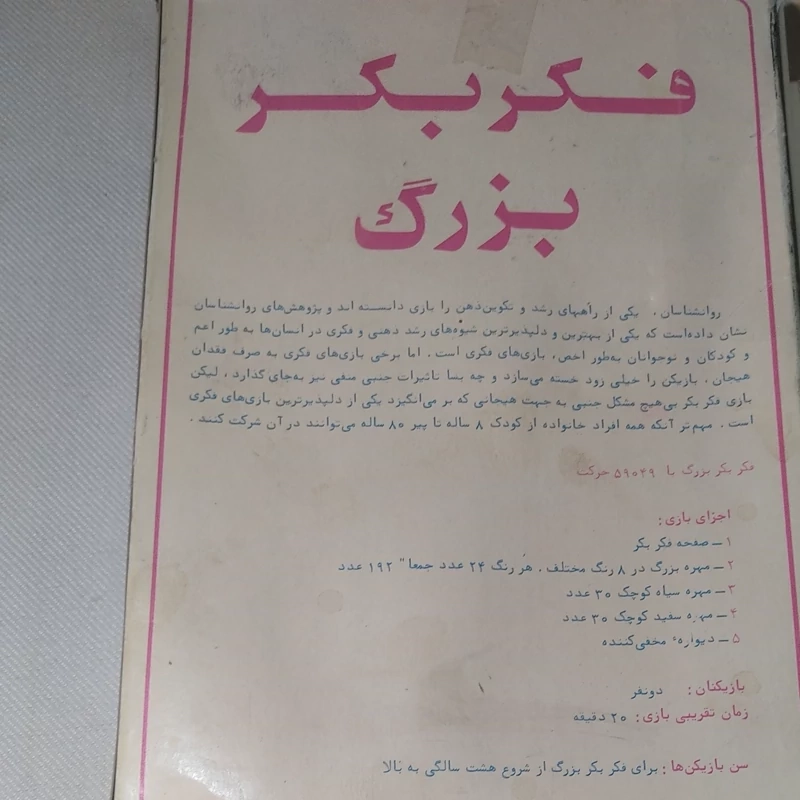 فکر بکر
بزرگ
روانشناسان، یکی از راههای رشد و تکوین‌ذهن را بازی دانسته اند و پژوهش‌های روانشناسان
نشان داده‌است که یکی از بهترین و دلپذیرترین شیوه‌های رشد ذهنی و فکری در انسان‌ها به طور اعم
و کودکان و نوجوانان به‌طور اخص، بازی‌های فکری است. اما برخی بازی‌های فکری به صرف فقدان
هیجان، بازیکن را خیلی زود خسته می‌سازد و چه بسا تاثیرات جنبی منفی نیز به‌جای گذارد، لیکن
بازی فکر بکر بی‌هیچ مشکل جنبی به جهت هیجانی که بر می‌انگیزد یکی از دلپذیرترین بازی‌های فکری
است. مهم‌تر آنکه همه افراد خانواده از کودک ۸ ساله تا پیر ۸۰ ساله می‌توانند در آن شرکت کنند.
فکر بکر بزرگ با ۵۹۰۴۹ حرکت
اجزای بازی:
۱ – صفحه فکر بکر
۲ – مهره بزرگ در ۸ رنگ مختلف. هر رنگ ۲۴ عدد جمعا" ۱۹۲ عدد
۳ – مهره سیاه کوچک ۳۰ عدد
۴ – مهره سفید کوچک ۳۰ عدد
۵ – دیوارهٔ مخفی‌کننده
بازیکنان: دونفر
زمان تقریبی بازی: ۲۰ دقیقه
سن بازیکن‌ها: برای فکر بکر بزرگ از شروع هشت سالگی به بالا